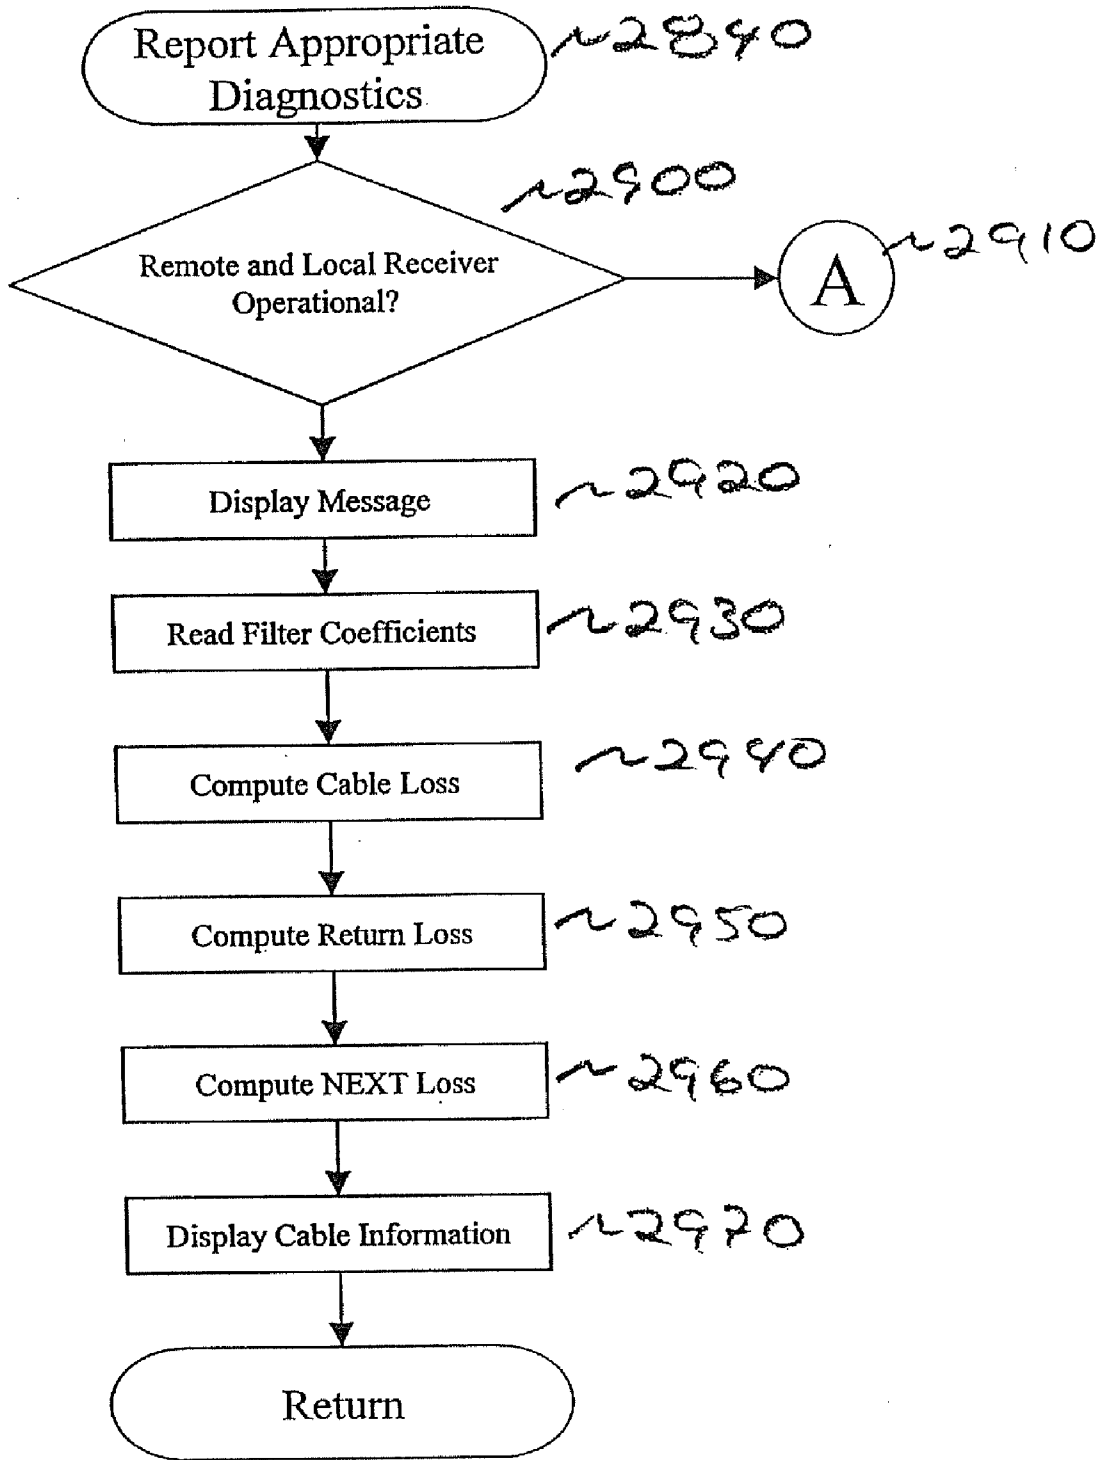 Report Appropriate
Diagnostics
~2840
~2900
Remote and Local Receiver
Operational?
A
~2910
Display Message
~2920
Read Filter Coefficients
~2930
Compute Cable Loss
~2940
Compute Return Loss
~2950
Compute NEXT Loss
~2960
Display Cable Information
~2970
Return